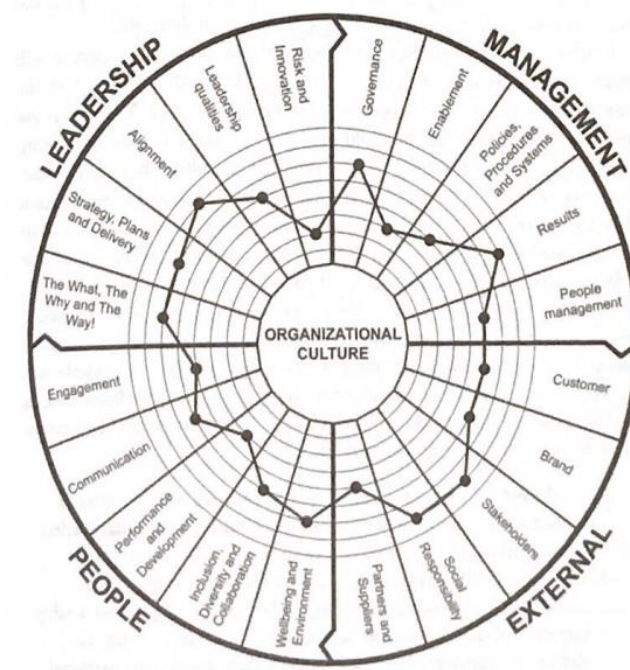 LEADERSHIP
MANAGEMENT
Risk and
Innovation
Leadership
qualities
Alignment
Strategy, Plans
and Delivery
The What, The
Why and The
Way!
Governance
Enablement
Policies,
Procedures
and Systems
Results
People
management
ORGANIZATIONAL
CULTURE
Engagement
Communication
Performance
and
Development
Inclusion,
Diversity and
Collaboration
Wellbeing and
Environment
Customer
Brand
Stakeholders
Social
Responsibility
Partners and
Suppliers
PEOPLE
EXTERNAL